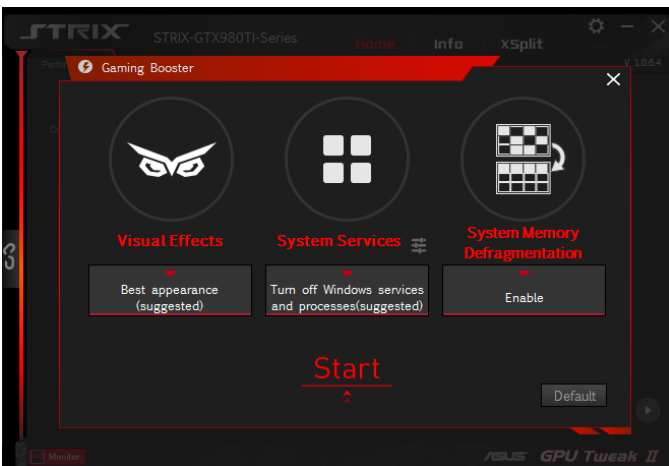 STRIX STRIX-GTX980TI-Series Home Info XSplit
V 1.0.6.4
Gaming Booster
Visual Effects
System Services
System Memory
Defragmentation
Best appearance
(suggested)
Turn off Windows services
and processes(suggested)
Enable
Start
Default
Monitor
ASUS GPU Tweak II